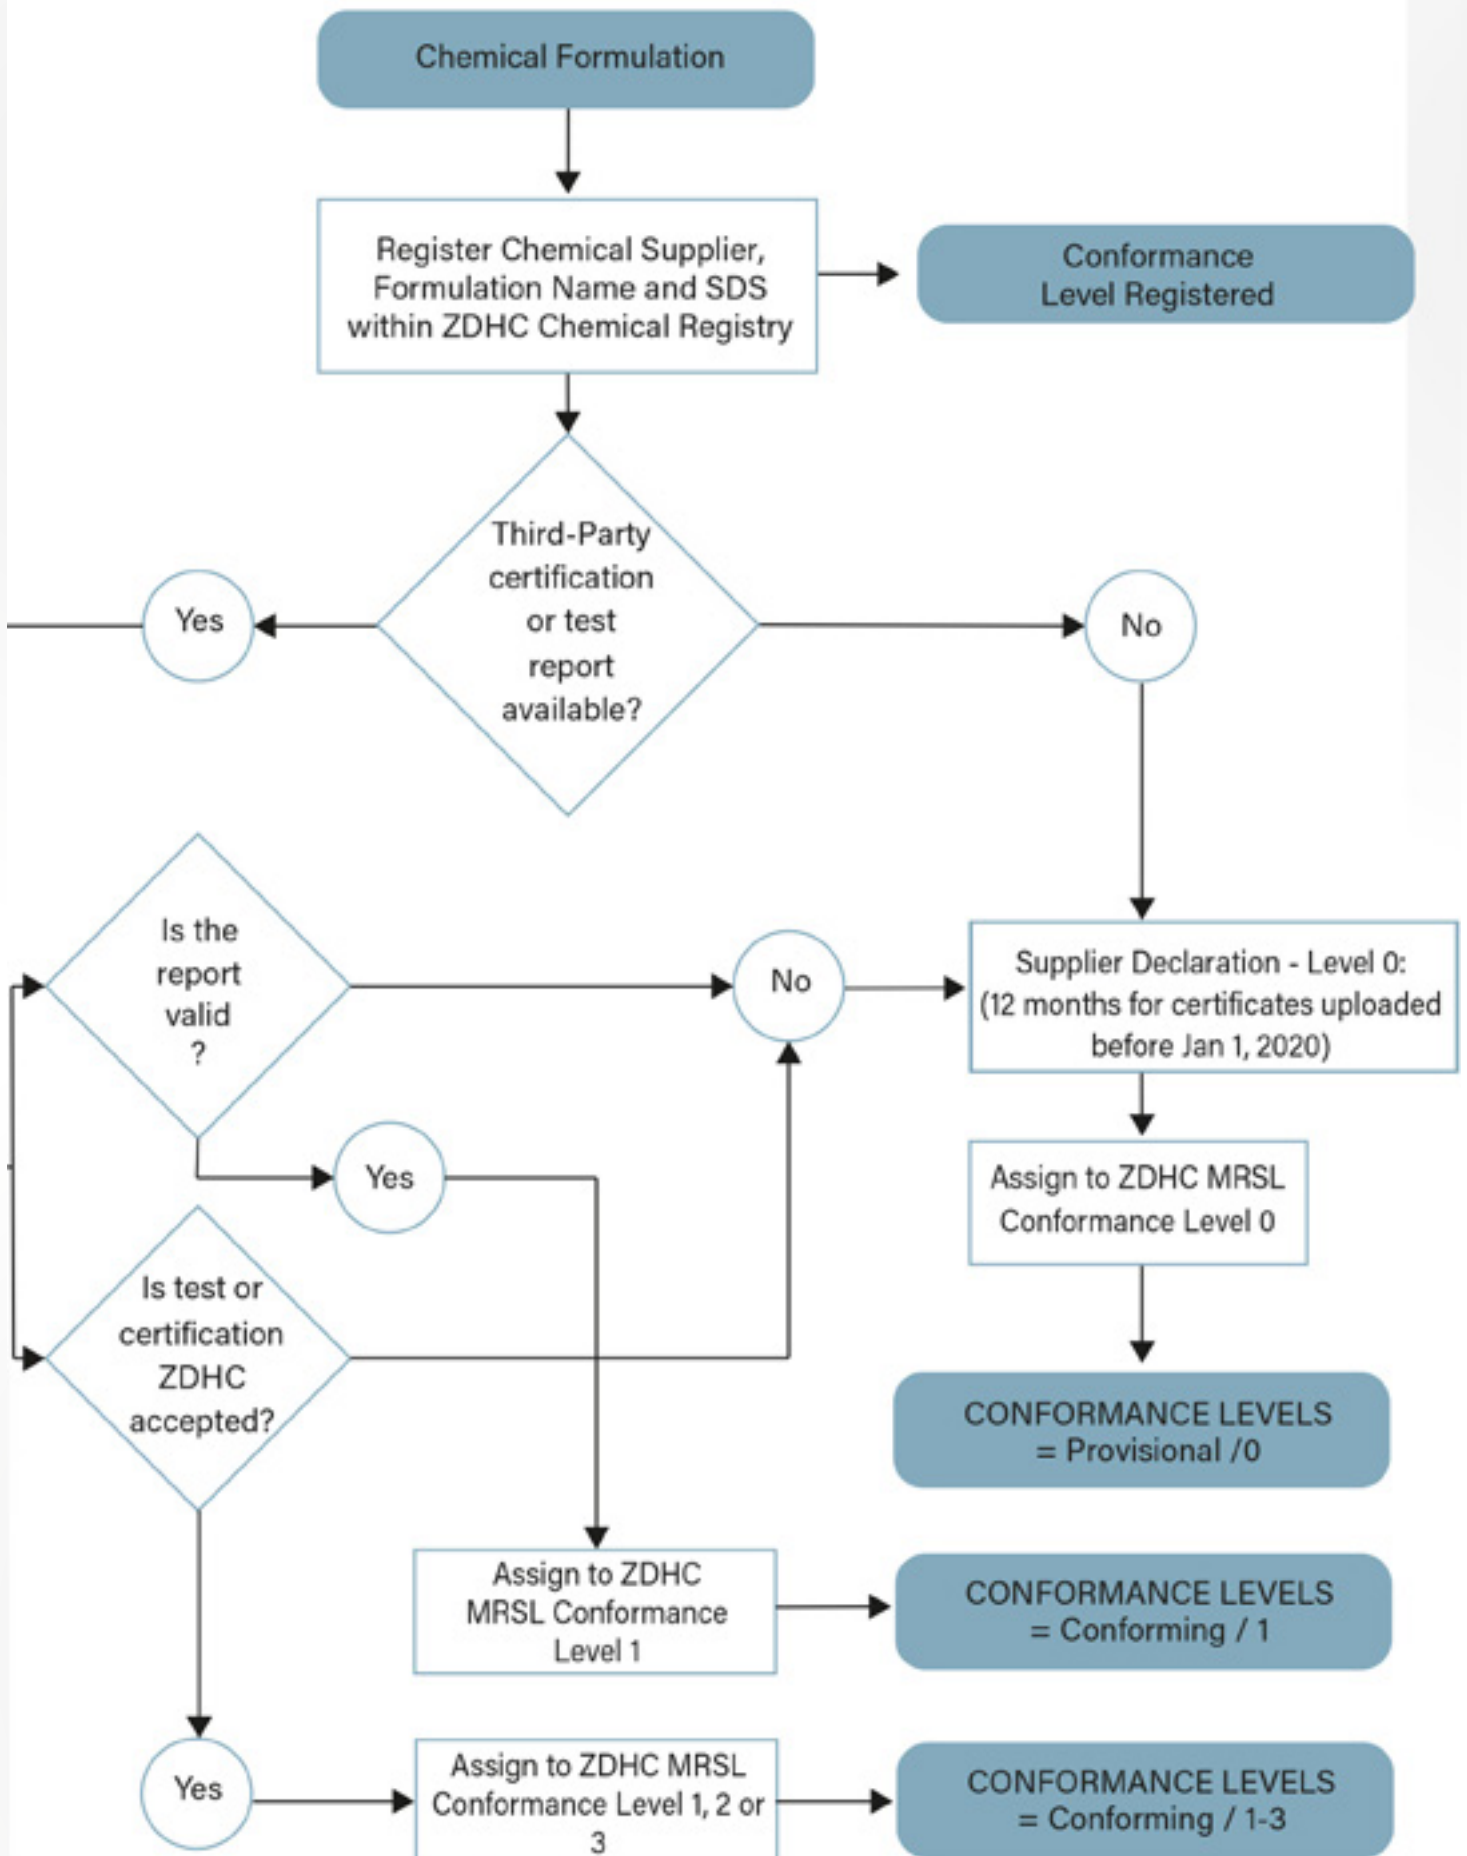 Chemical Formulation
Register Chemical Supplier,
Formulation Name and SDS
within ZDHC Chemical Registry
Conformance
Level Registered
Third-Party
certification
or test
report
available?
Yes
No
Is the
report
valid
?
No
Supplier Declaration - Level 0:
(12 months for certificates uploaded
before Jan 1, 2020)
Yes
Assign to ZDHC MRSL
Conformance Level 0
Is test or
certification
ZDHC
accepted?
CONFORMANCE LEVELS
= Provisional /0
Assign to ZDHC
MRSL Conformance
Level 1
CONFORMANCE LEVELS
= Conforming / 1
Yes
Assign to ZDHC MRSL
Conformance Level 1, 2 or
3
CONFORMANCE LEVELS
= Conforming / 1-3